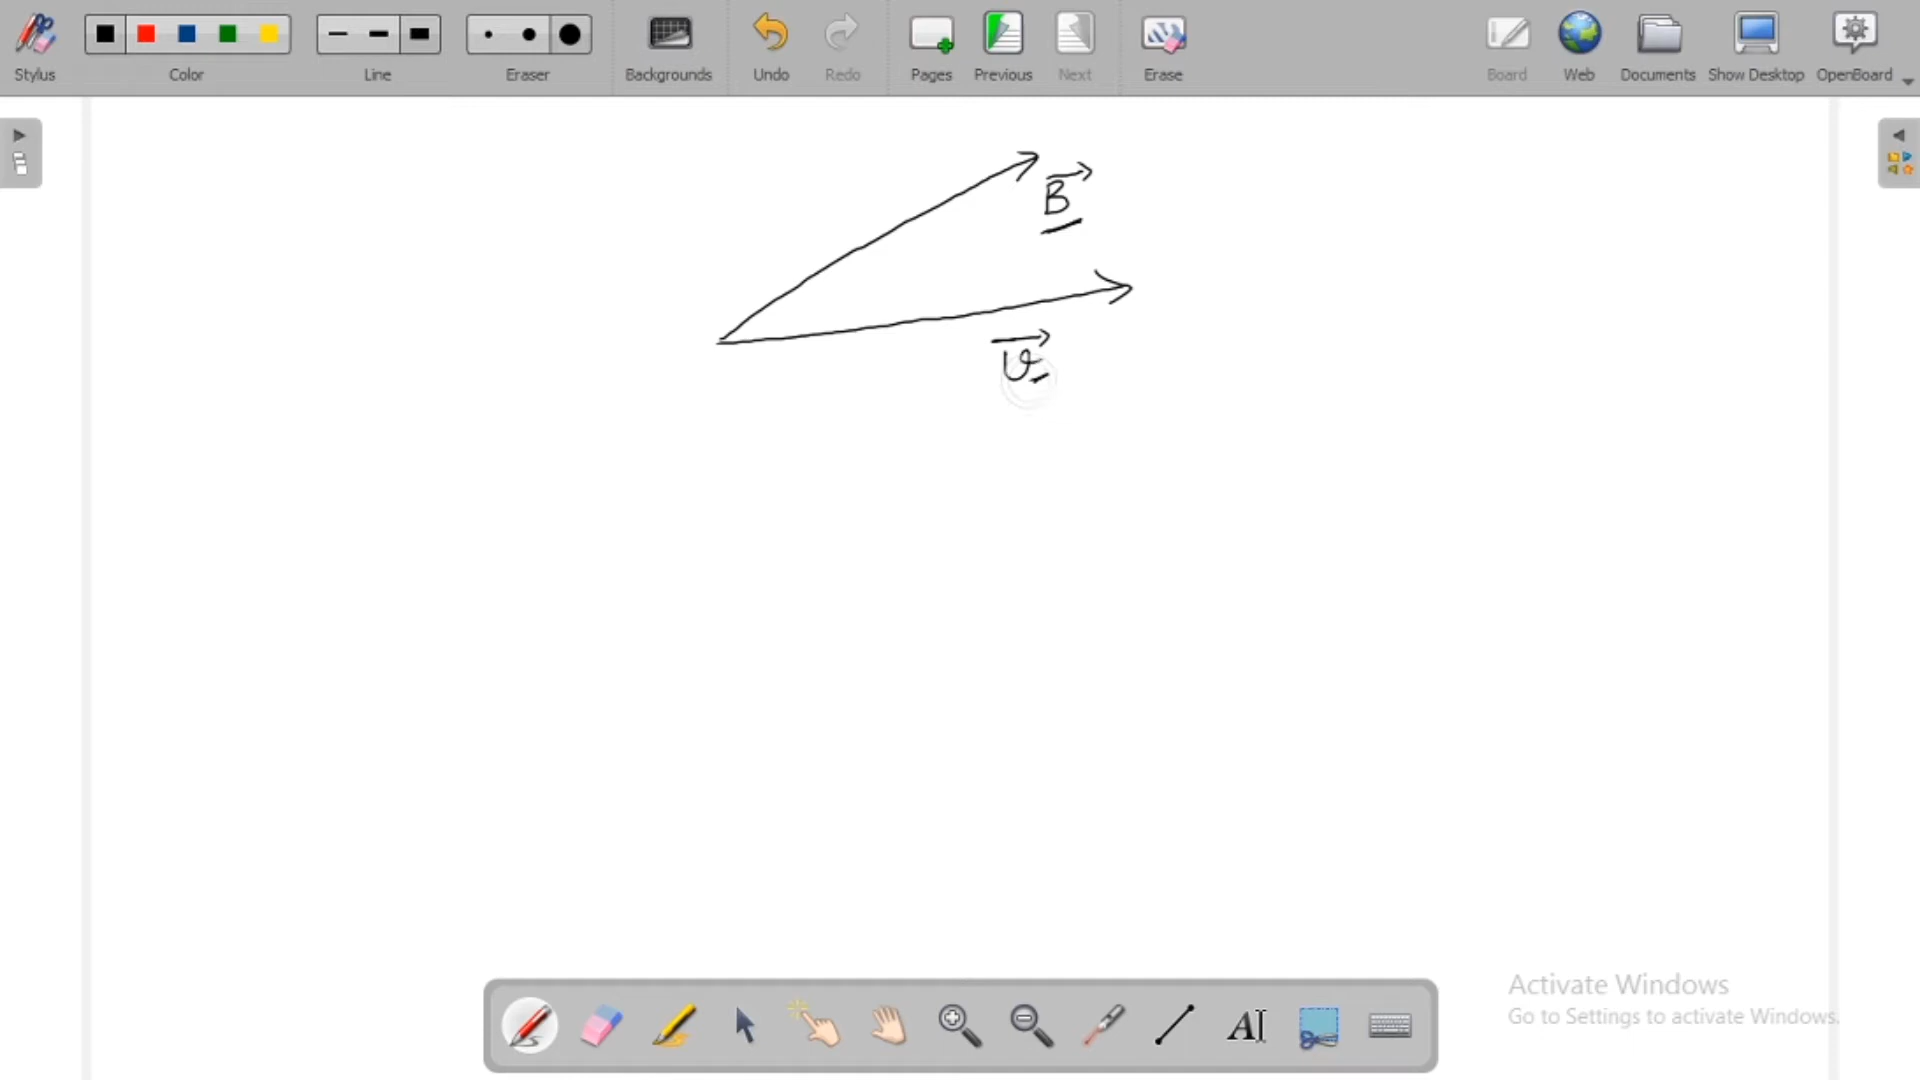 Stylus Color Line Eraser Backgrounds Undo Redo Pages Previous Next Erase Board Web Documents Show Desktop OpenBoard
B
v
A
Activate Windows
Go to Settings to activate Windows.